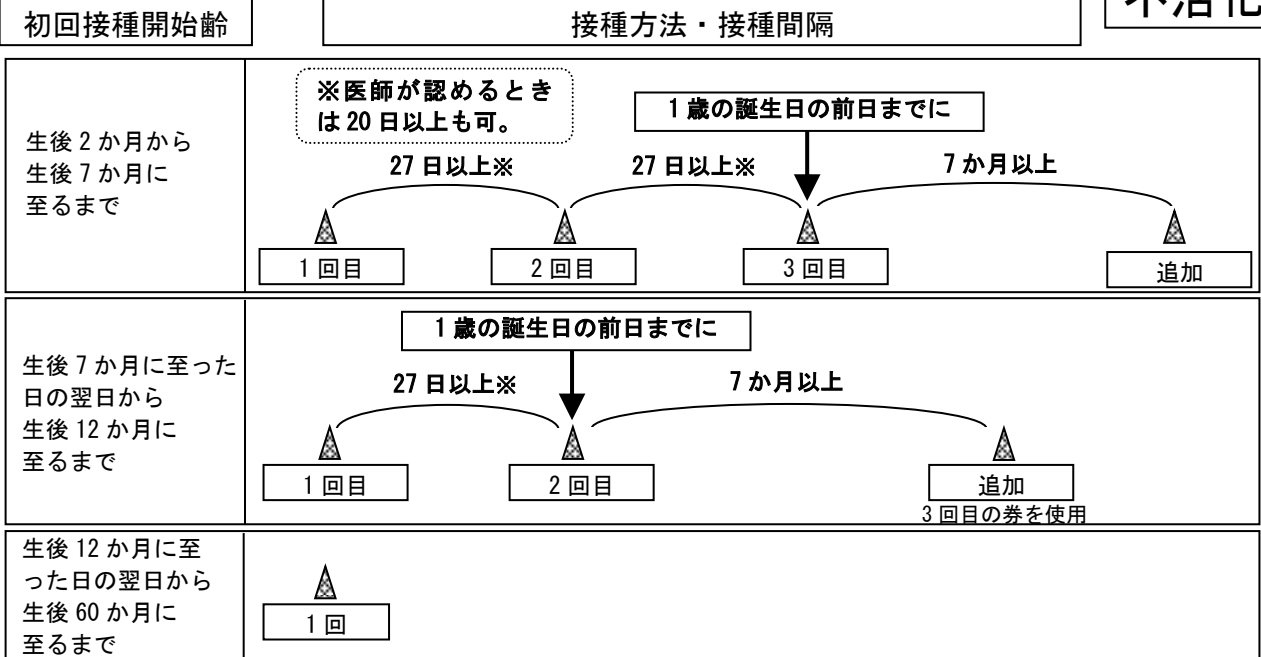 初回接種開始齢
接種方法・接種間隔
不活化
生後2か月から
生後7か月に
至るまで
※医師が認めるとき
は20日以上も可。
1歳の誕生日の前日までに
27日以上※
27日以上※
7か月以上
1回目
2回目
3回目
追加
生後7か月に至った
日の翌日から
生後12か月に
至るまで
1歳の誕生日の前日までに
27日以上※
7か月以上
1回目
2回目
追加
3回目の券を使用
生後12か月に至
った日の翌日から
生後60か月に
至るまで
1回